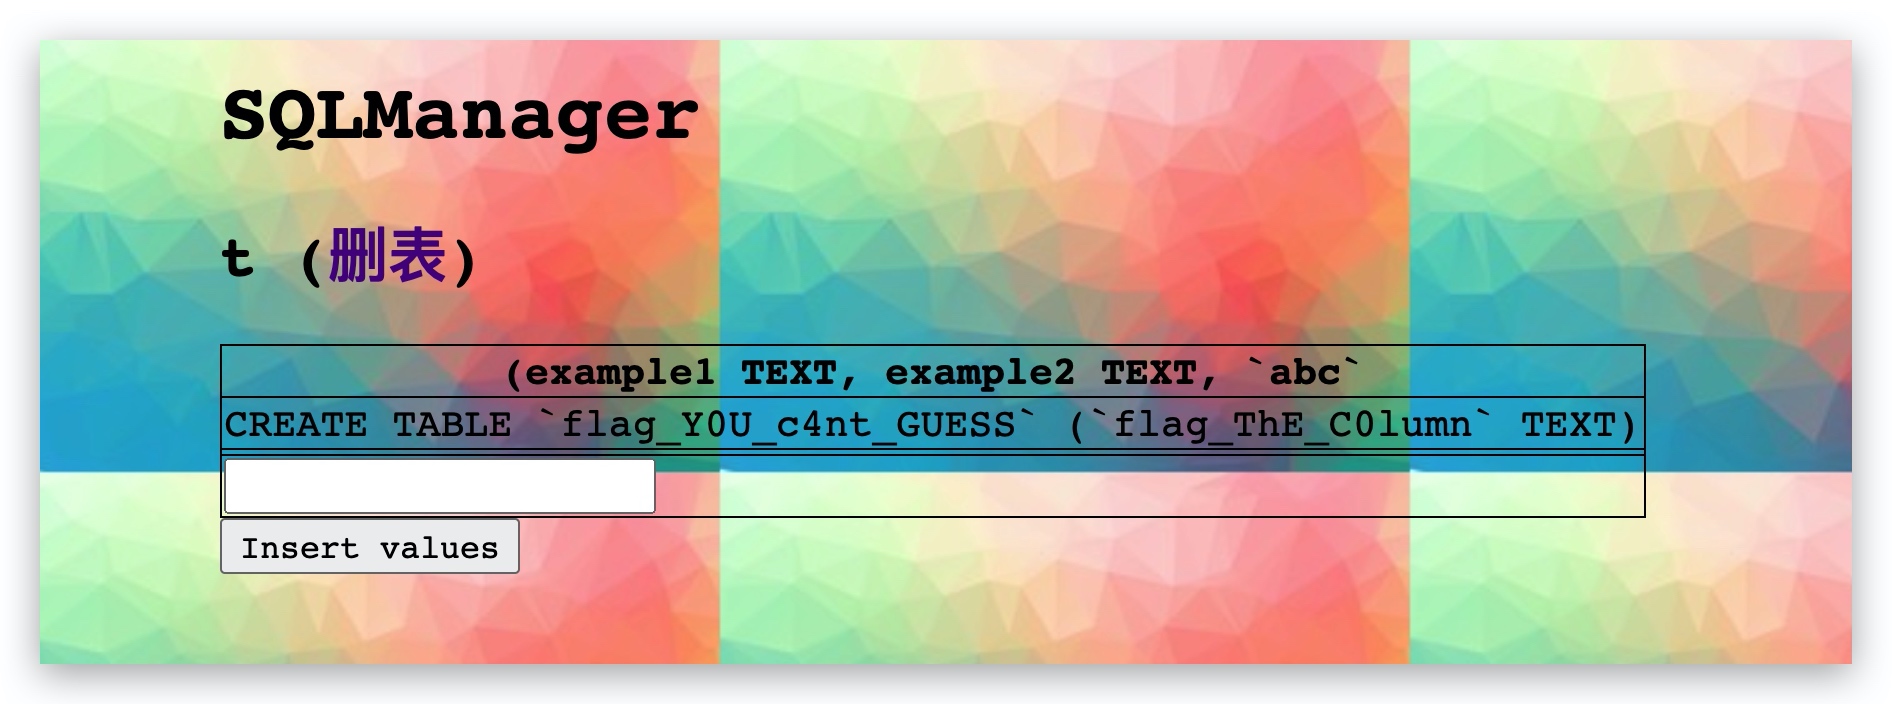 SQLManager
t (删表)
(example1 TEXT, example2 TEXT, `abc`
CREATE TABLE `flag_Y0U_c4nt_GUESS` (`flag_ThE_C0lumn` TEXT)
Insert values